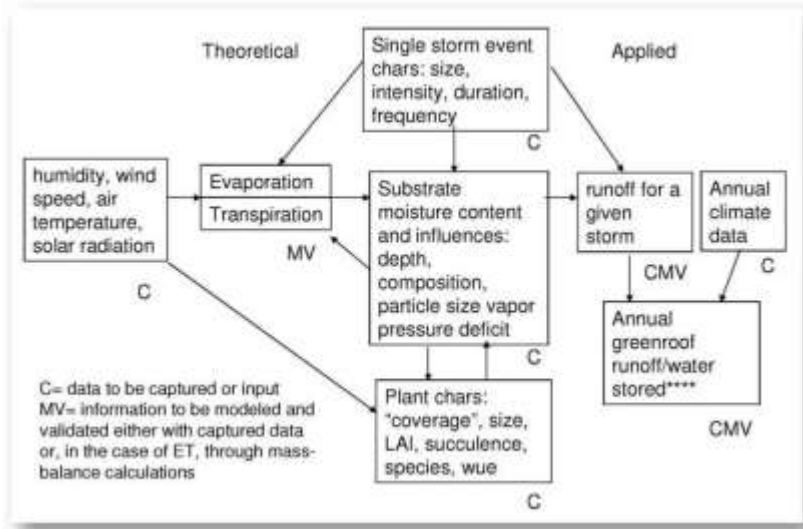 Theoretical
Single storm event
chars: size,
intensity, duration,
frequency
C
Applied
humidity, wind
speed, air
temperature,
solar radiation
C
Evaporation
Transpiration
MV
Substrate
moisture content
and influences:
depth,
composition,
particle size vapor
pressure deficit
C
runoff for a
given
storm
CMV
Annual
climate
data
C
Annual
greenroof
runoff/water
stored****
CMV
Plant chars:
"coverage", size,
LAI, succulence,
species, wue
C
C= data to be captured or input
MV= information to be modeled and
validated either with captured data
or, in the case of ET, through mass-
balance calculations